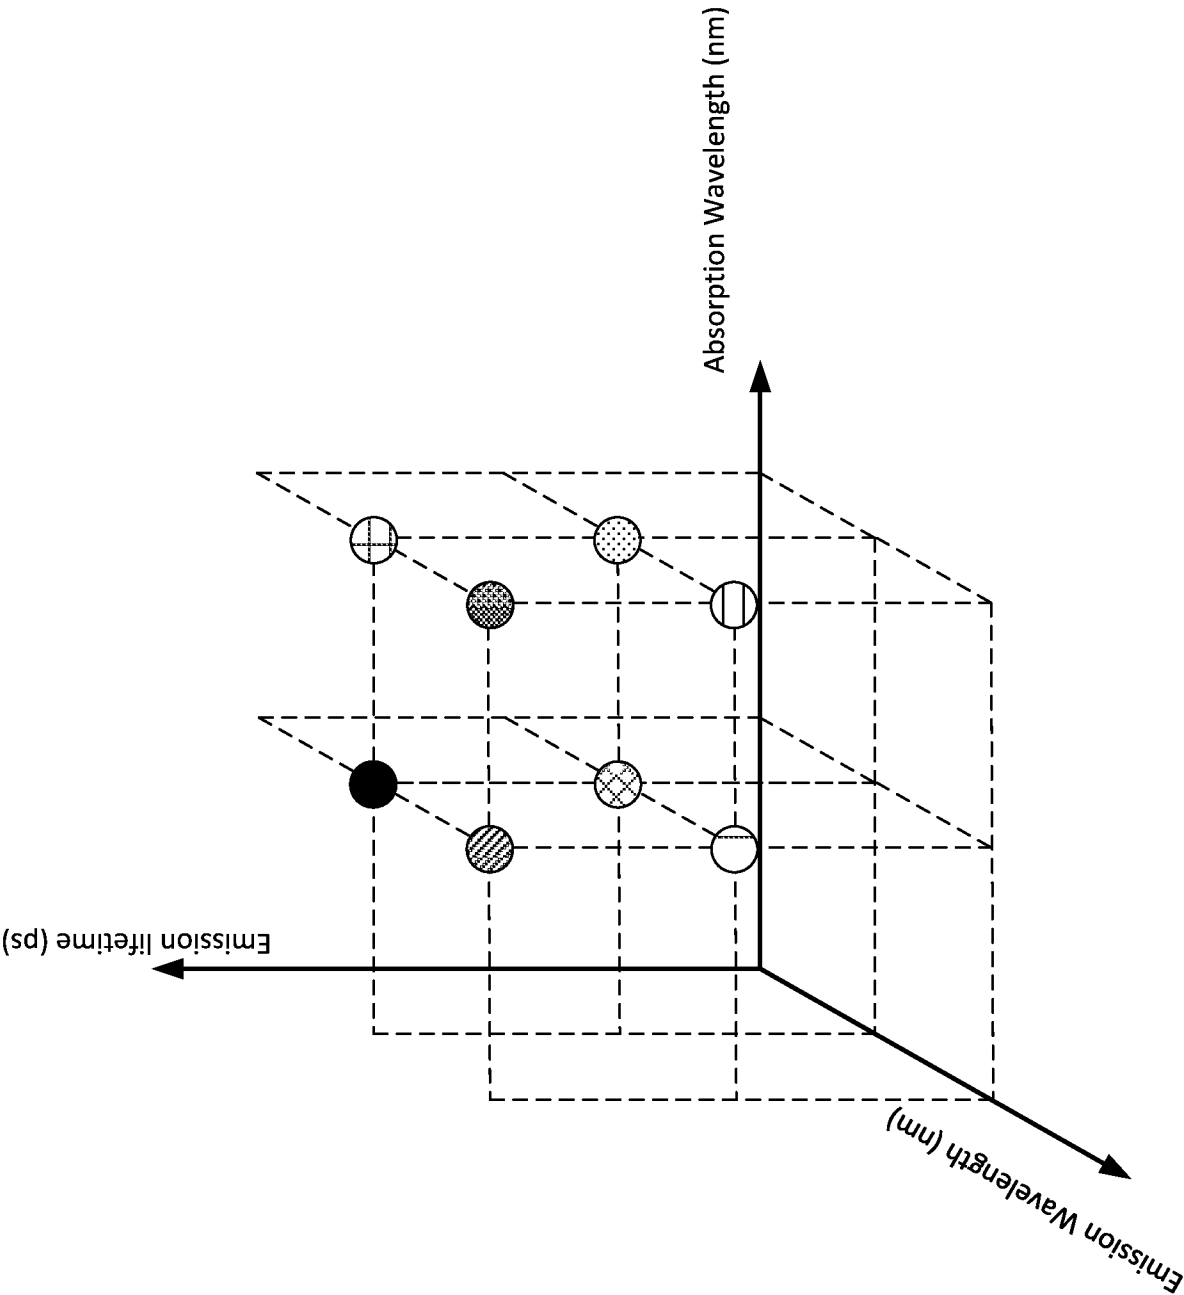 Absorption Wavelength (nm)
Emission lifetime (ps)
Emission Wavelength (nm)